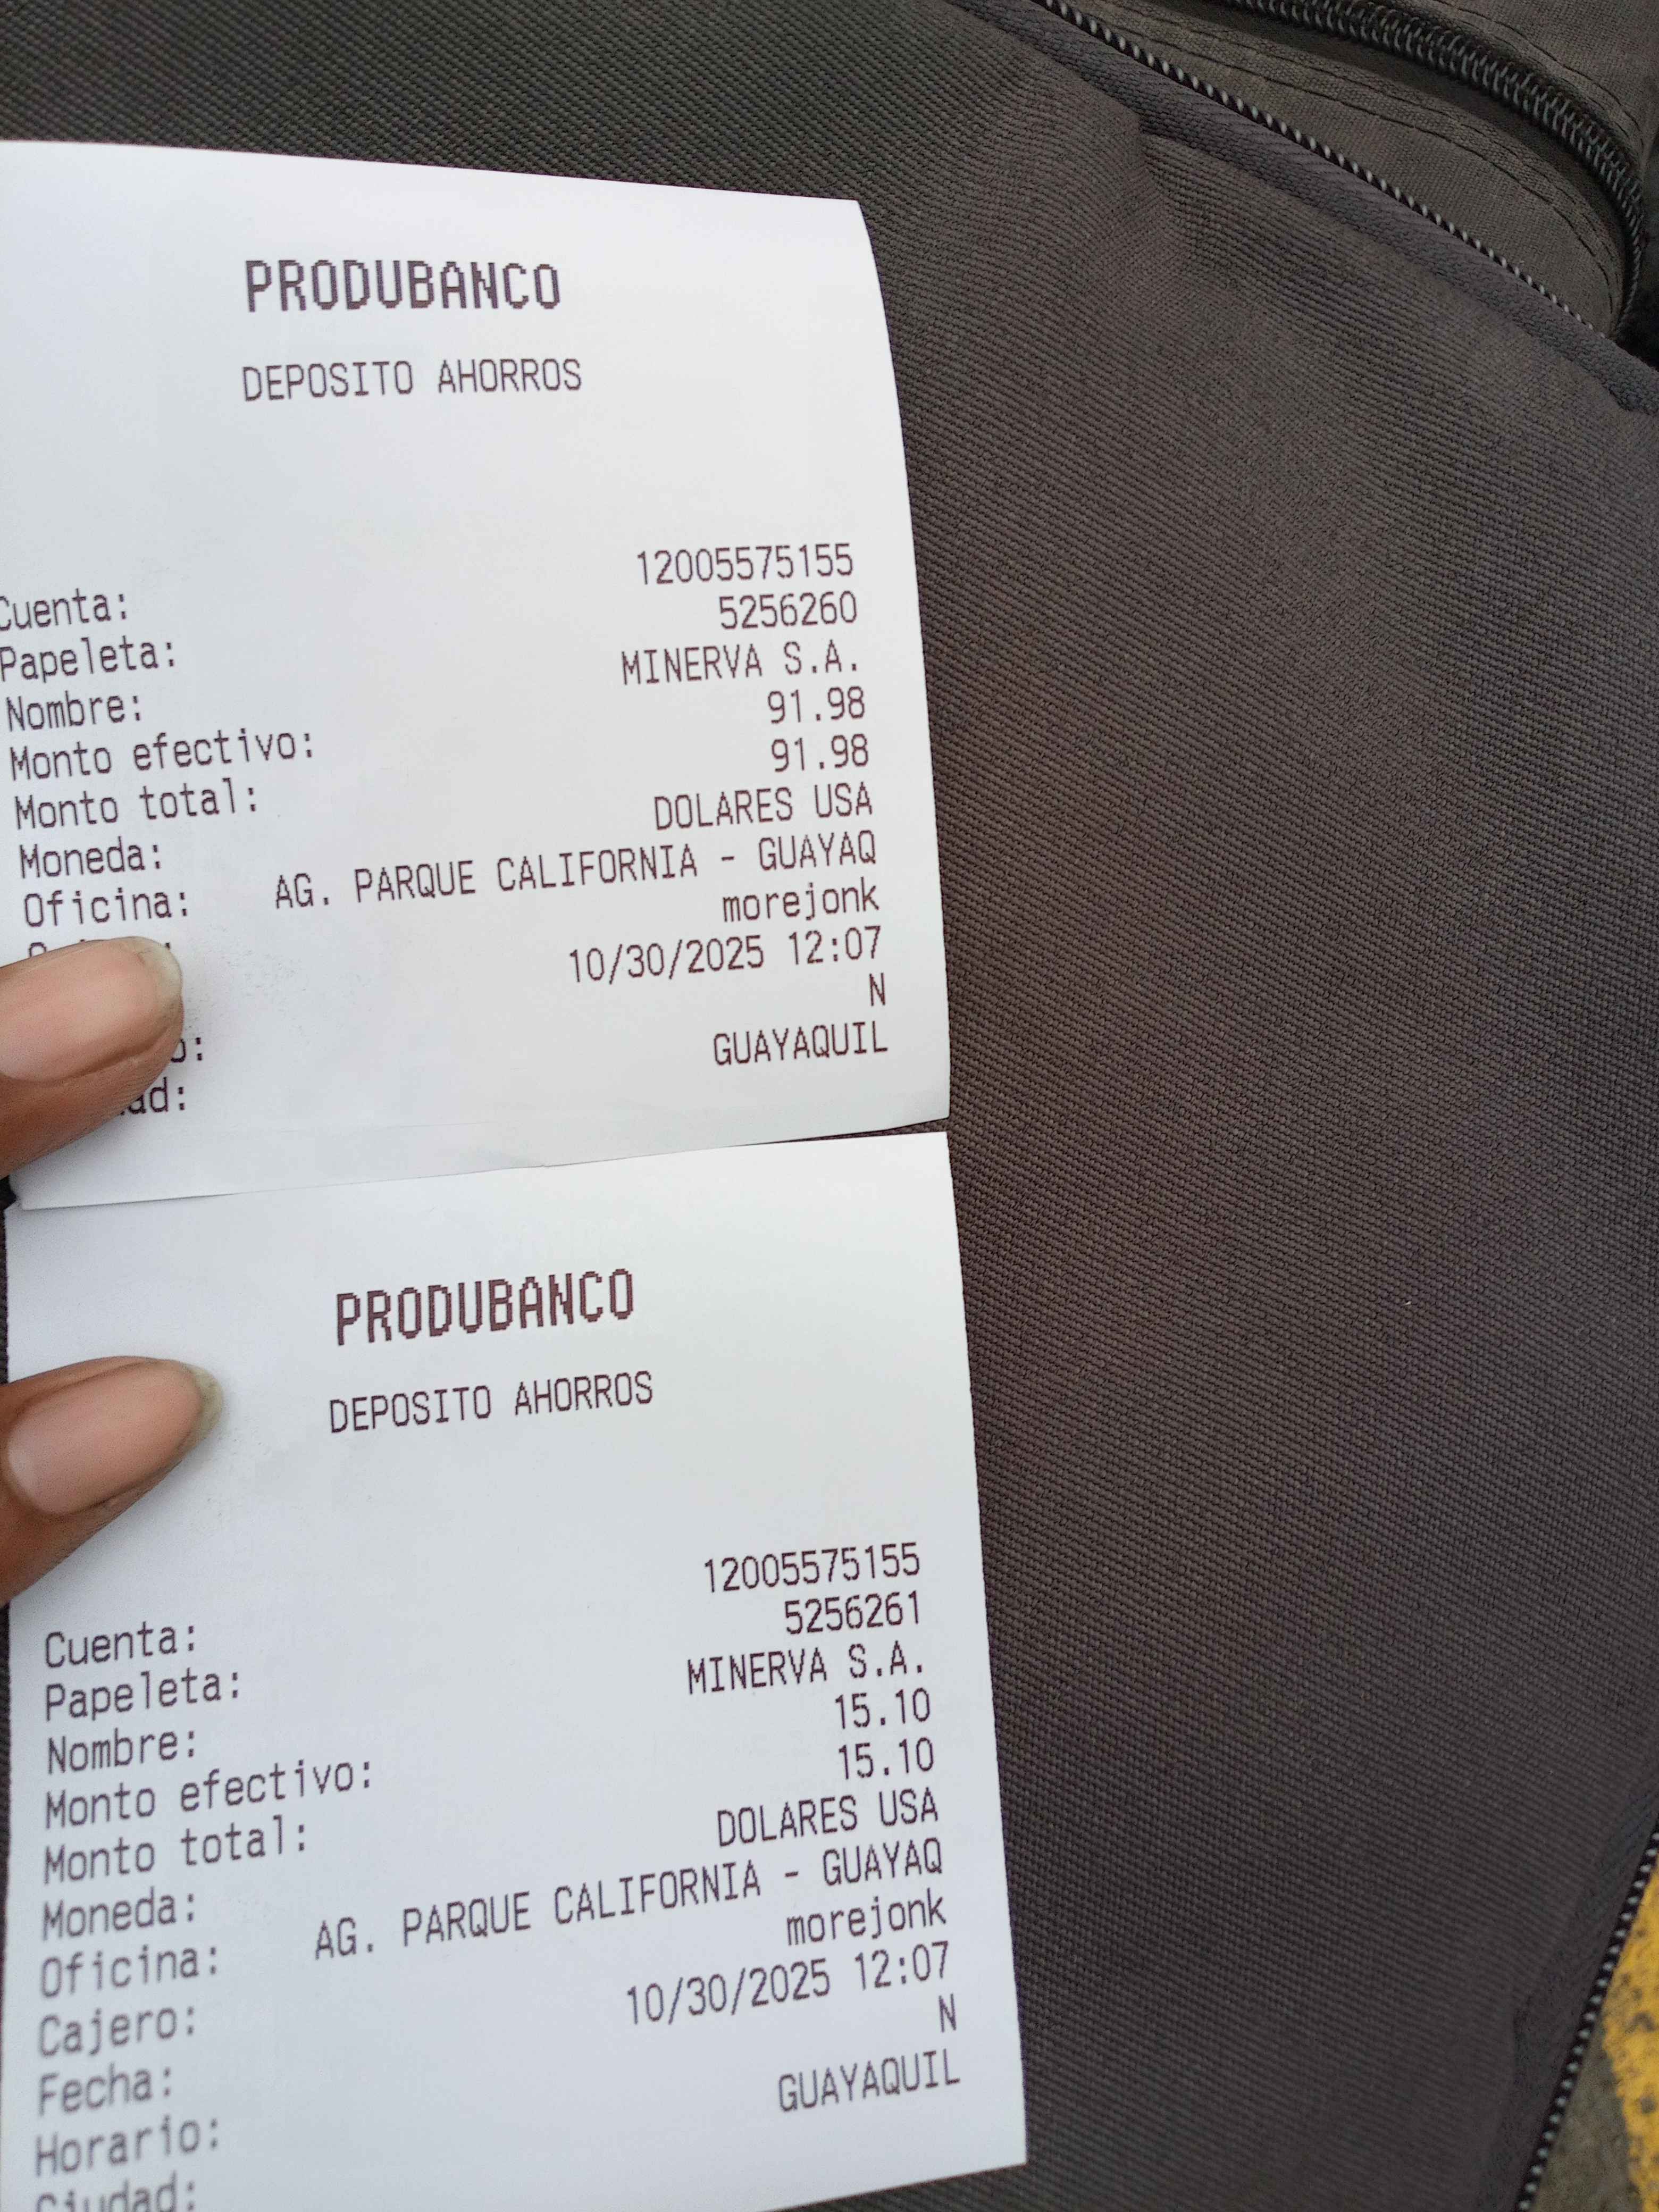 PRODUBANCO
DEPOSITO AHORROS
Cuenta: 12005575155
Papeleta: 5256260
Nombre: MINERVA S.A.
Monto efectivo: 91.98
Monto total: 91.98
Moneda: DOLARES USA
Oficina: AG. PARQUE CALIFORNIA - GUAYAQ
morejonk
10/30/2025 12:07
N
GUAYAQUIL
PRODUBANCO
DEPOSITO AHORROS
Cuenta: 12005575155
Papeleta: 5256261
Nombre: MINERVA S.A.
Monto efectivo: 15.10
Monto total: 15.10
Moneda: DOLARES USA
Oficina: AG. PARQUE CALIFORNIA - GUAYAQ
Cajero: morejonk
Fecha: 10/30/2025 12:07
Horario: N
Ciudad: GUAYAQUIL